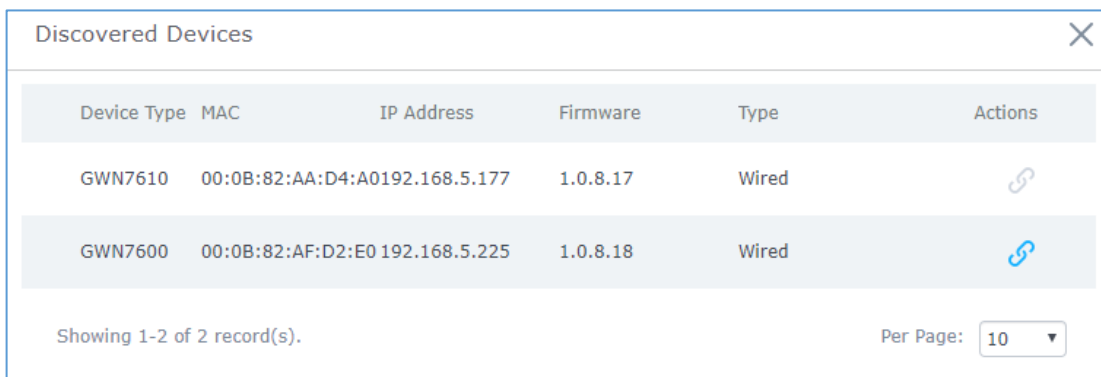 Discovered Devices
Device Type MAC IP Address Firmware Type Actions
GWN7610 00:0B:82:AA:D4:A0192.168.5.177 1.0.8.17 Wired
GWN7600 00:0B:82:AF:D2:E0 192.168.5.225 1.0.8.18 Wired
Showing 1-2 of 2 record(s). Per Page: 10